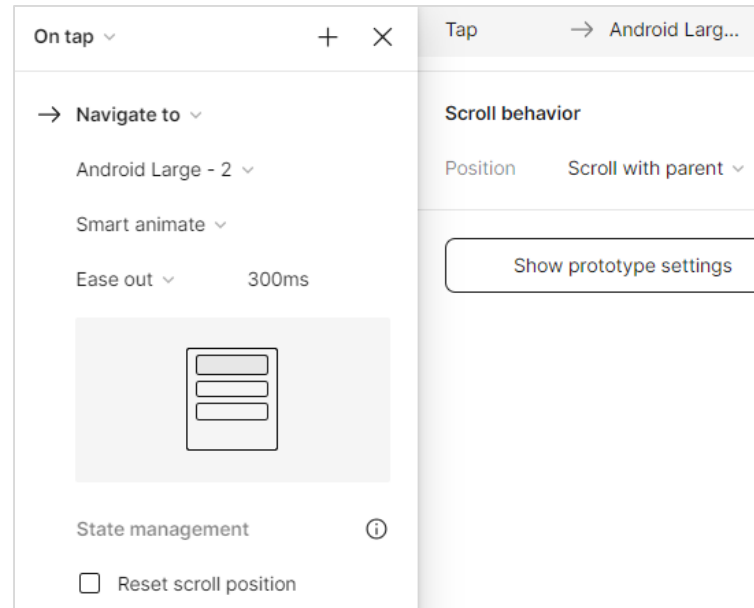 On tap
Navigate to
Android Large - 2
Smart animate
Ease out 300ms
State management
Reset scroll position
Tap → Android Larg...
Scroll behavior
Position Scroll with parent
Show prototype settings